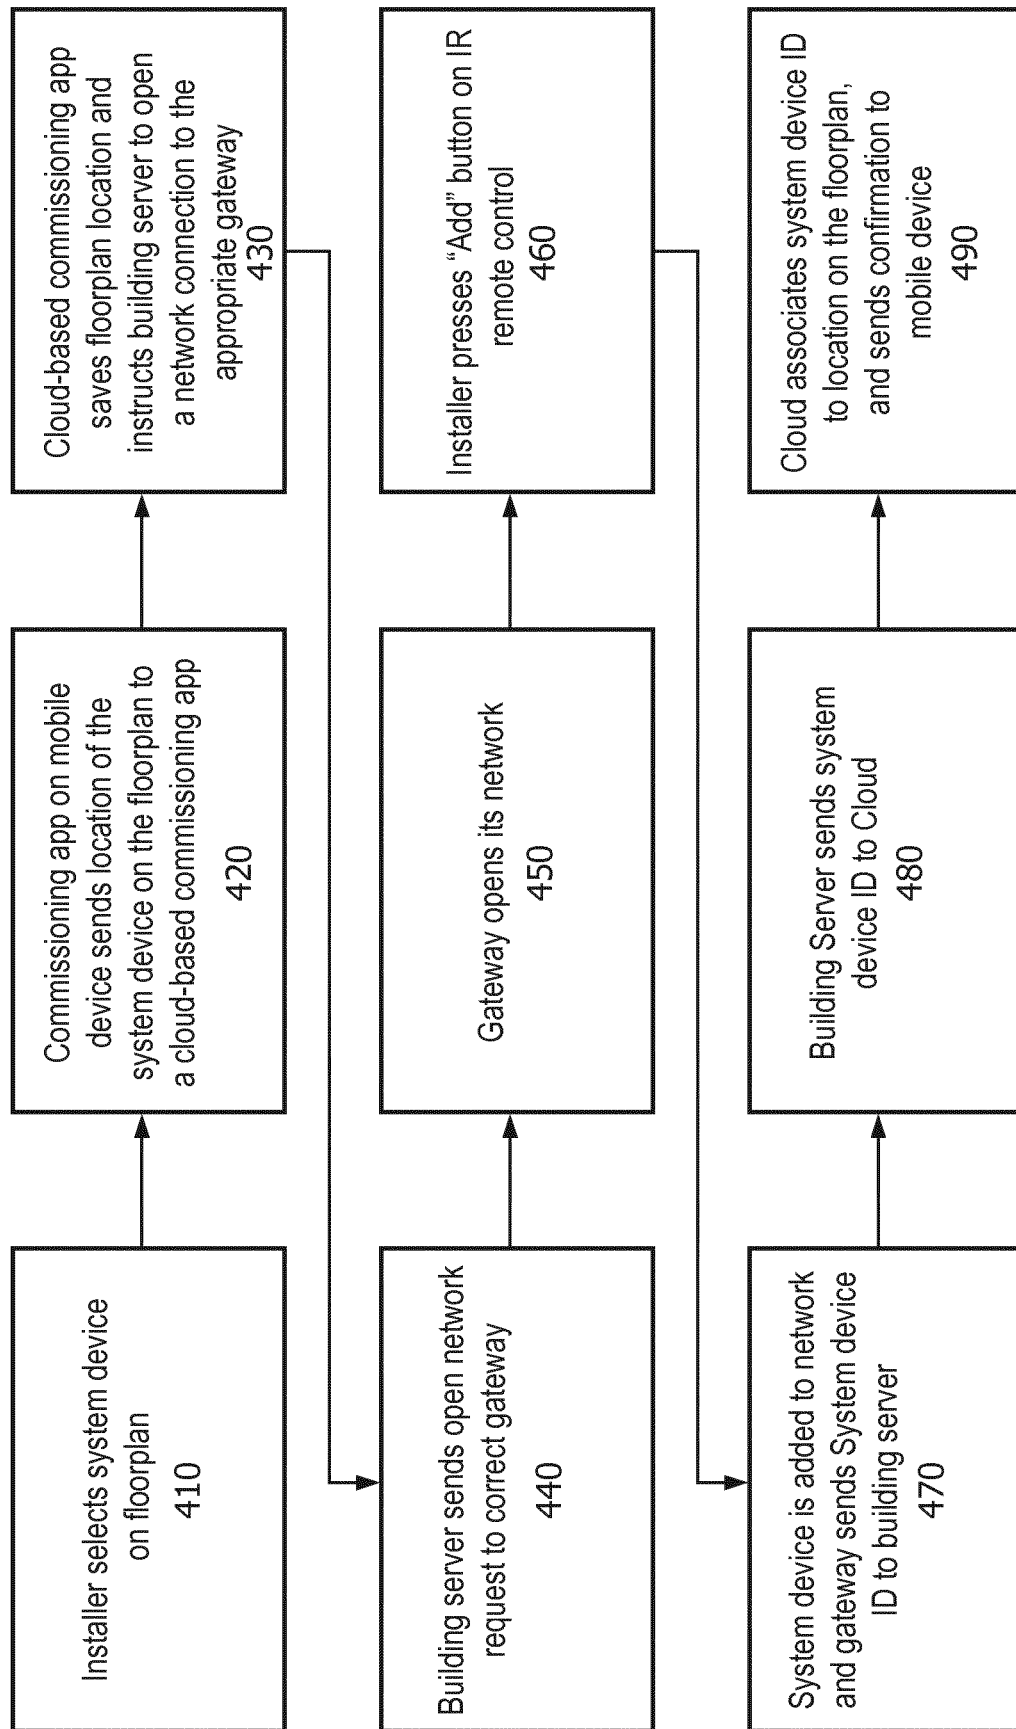 Installer selects system device
on floorplan
410
Commissioning app on mobile
device sends location of the
system device on the floorplan to
a cloud-based commissioning app
420
Cloud-based commissioning app
saves floorplan location and
instructs building server to open
a network connection to the
appropriate gateway
430
Building server sends open network
request to correct gateway
440
Gateway opens its network
450
Installer presses “Add” button on IR
remote control
460
System device is added to network
and gateway sends System device
ID to building server
470
Building Server sends system
device ID to Cloud
480
Cloud associates system device ID
to location on the floorplan,
and sends confirmation to
mobile device
490